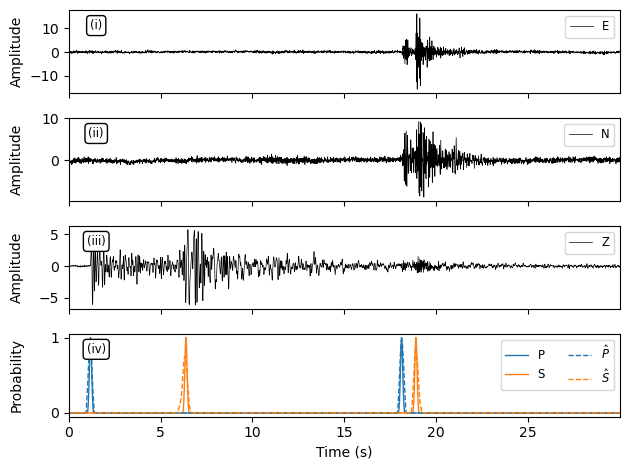 Amplitude
10
0
−10
(i)
E
Amplitude
10
0
(ii)
N
Amplitude
5
0
−5
(iii)
Z
Probability
1
0
(iv)
P
S
P̂
Ŝ
0 5 10 15 20 25
Time (s)